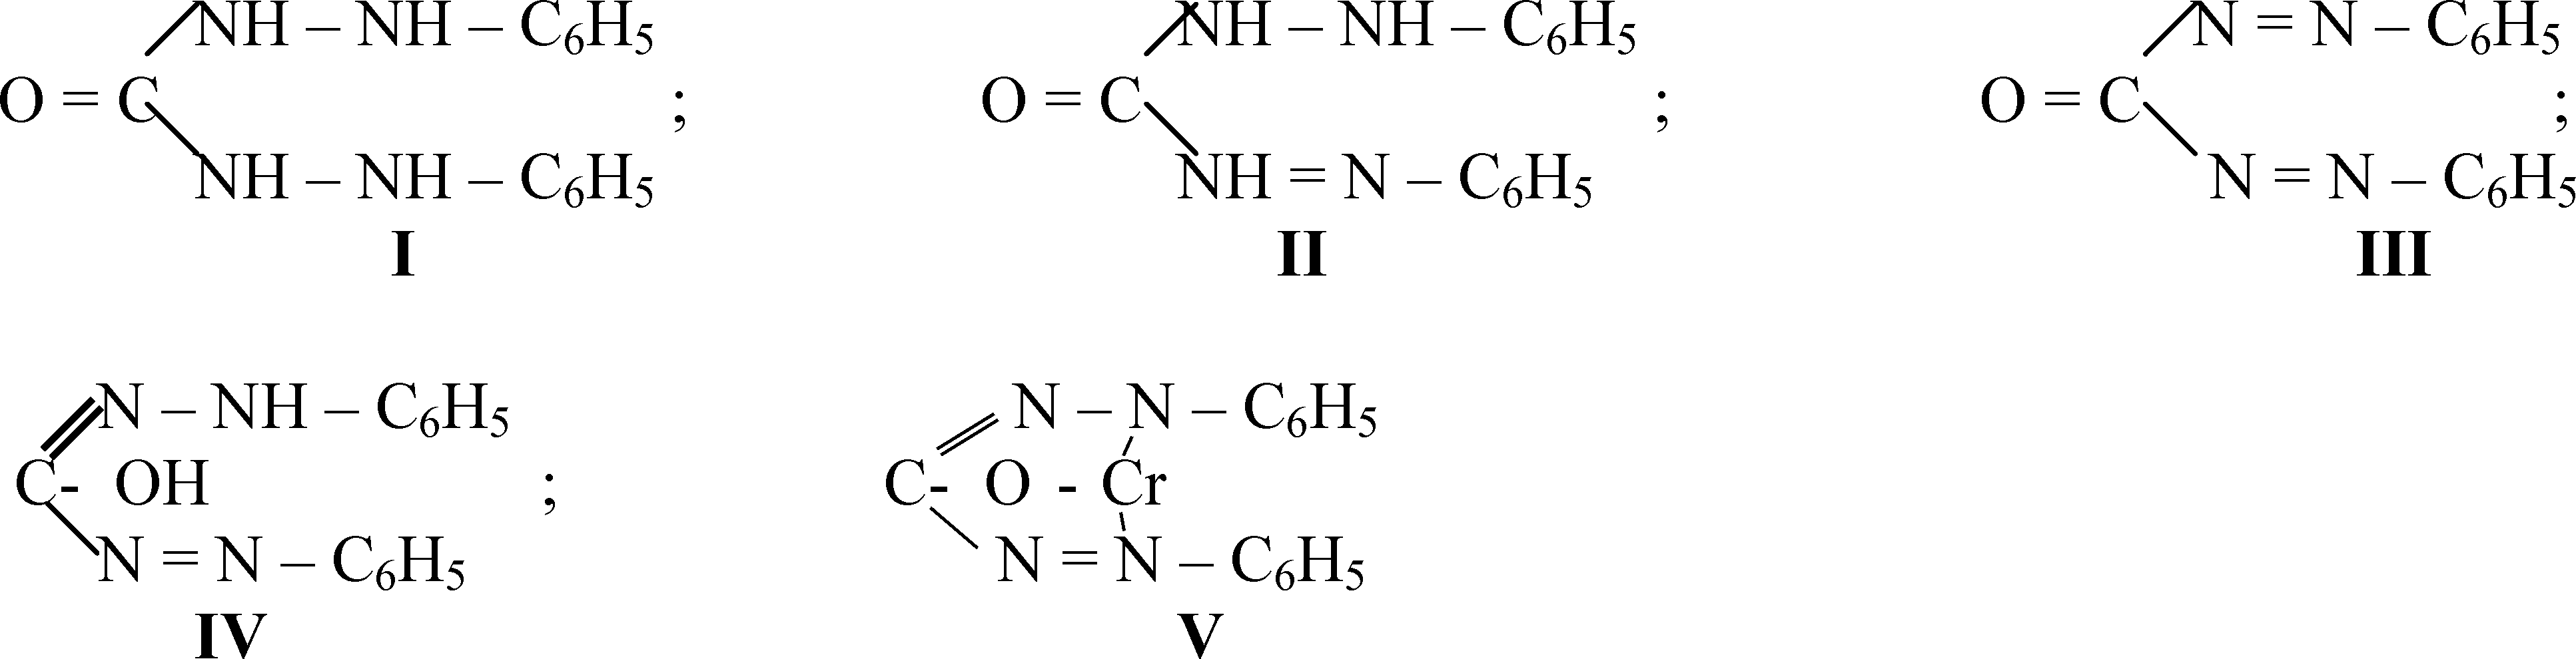 NH – NH – C₆H₅ NH – NH – C₆H₅ N = N – C₆H₅
O = C ; O = C ; O = C ;
NH – NH – C₆H₅ NH = N – C₆H₅ N = N – C₆H₅
I II III
N – NH – C₆H₅ N – N – C₆H₅
C- OH ; C- O - Cr
N = N – C₆H₅ N = N – C₆H₅
IV V